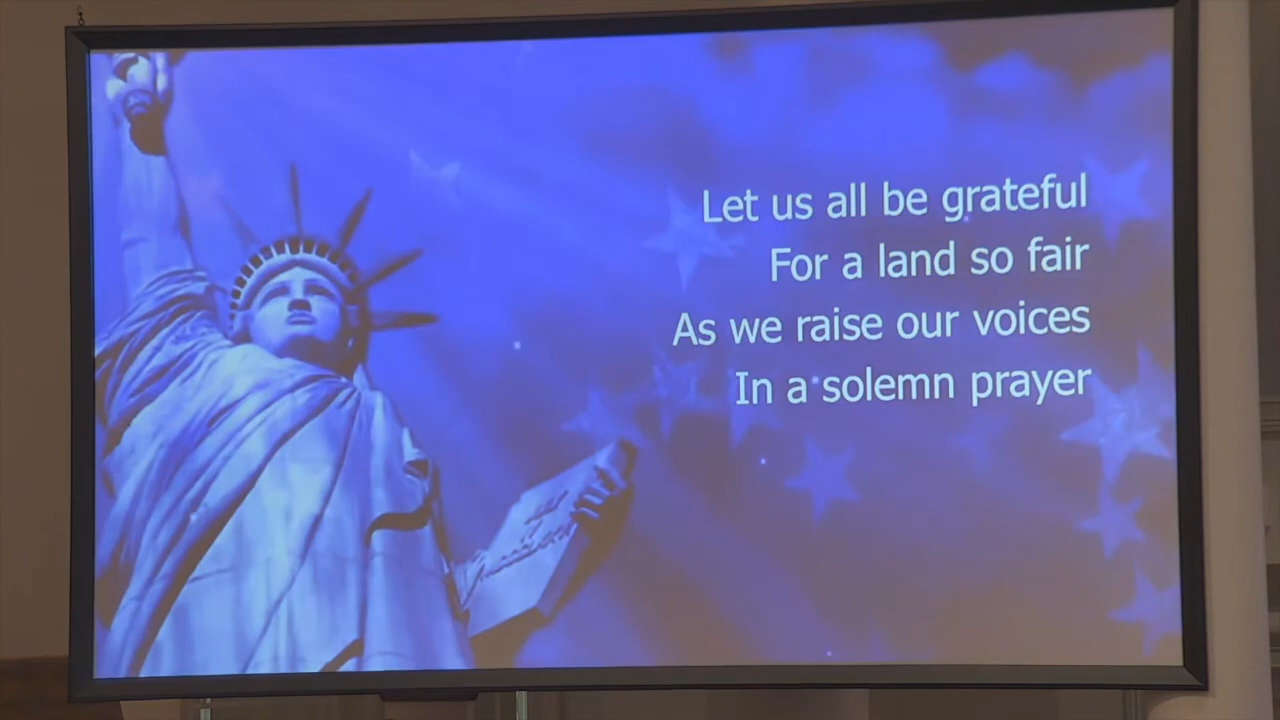 Let us all be grateful
For a land so fair
As we raise our voices
In a solemn prayer